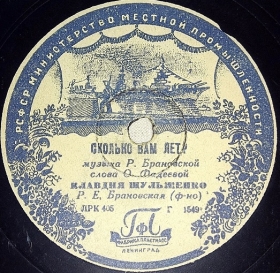 РСФСР МИНИСТЕРСТВО МЕСТНОЙ ПРОМЫШЛЕННОСТИ
СКОЛЬКО ВАМ ЛЕТ?
музыка Р. Брановской
слова О. Фадеевой
КЛАВДИЯ ШУЛЬЖЕНКО
Р. Е. Брановская (ф-но)
ЛРК 405 Г 1549
ФАБРИКА ПЛАСТМАСС
ЛЕНИНГРАД